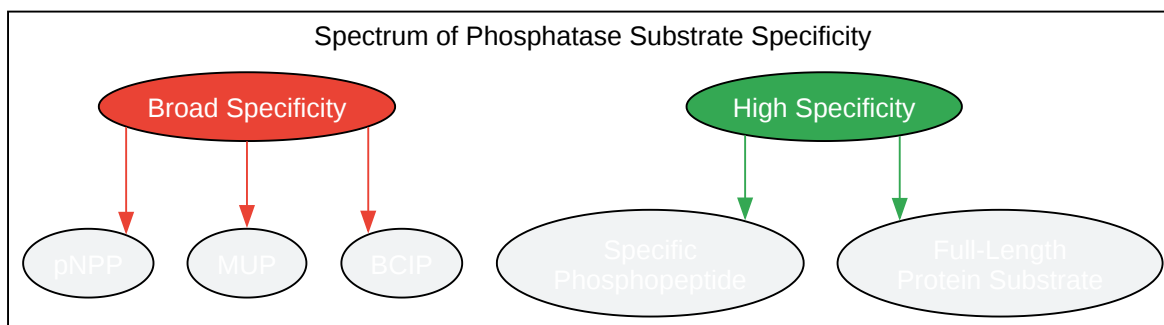 Spectrum of Phosphatase Substrate Specificity
Broad Specificity
High Specificity
pNPP
MUP
BCIP
Specific
Phosphopeptide
Full-Length
Protein Substrate